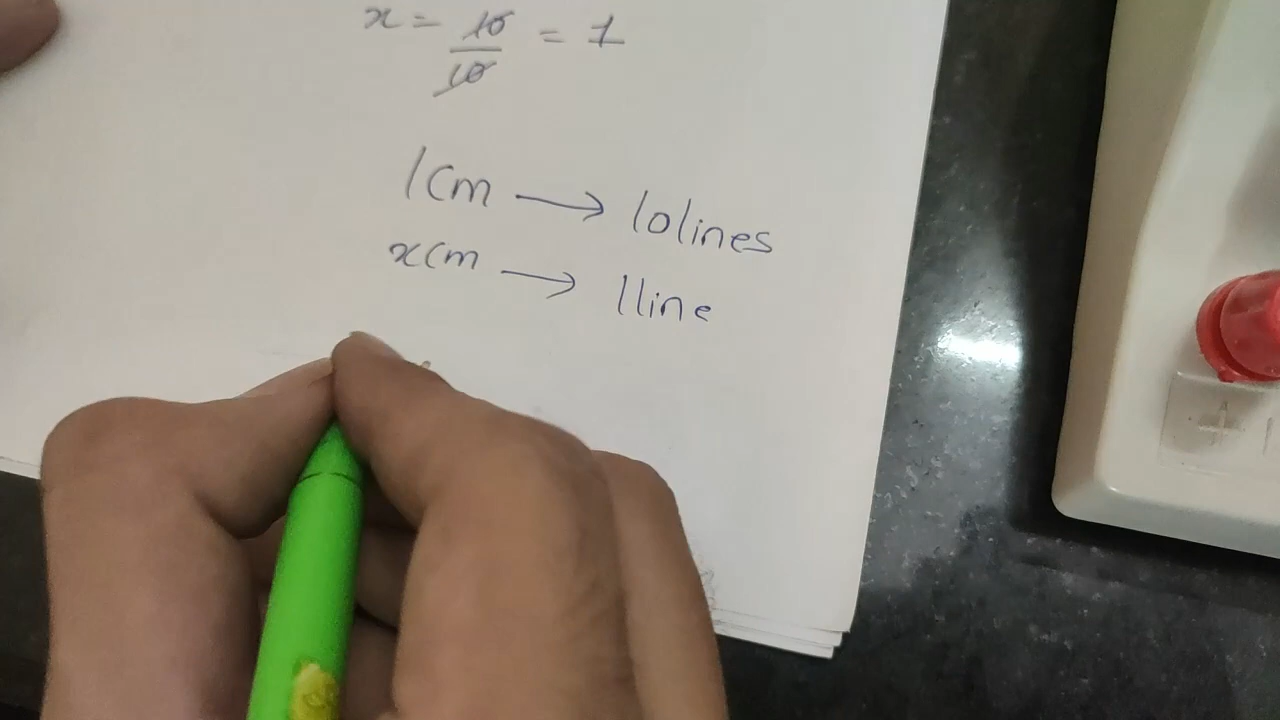 x = 10/10 = 1
1cm → 10lines
xcm → 1line
+